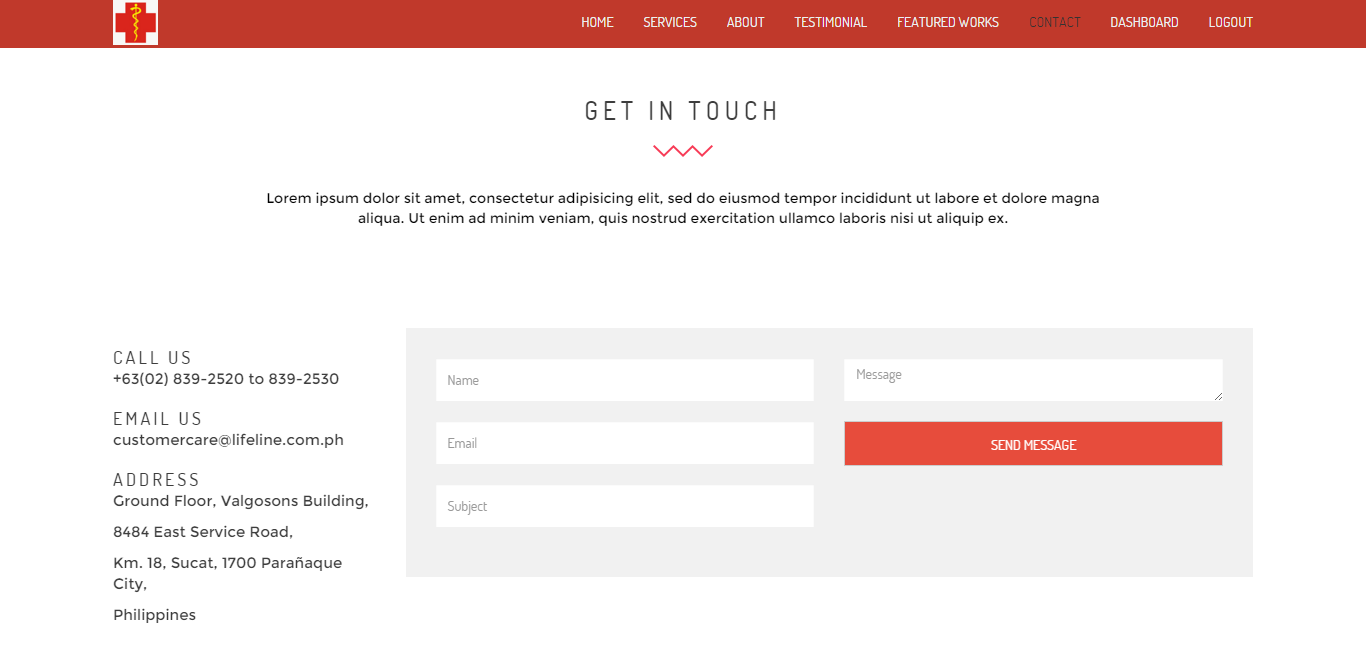 HOME SERVICES ABOUT TESTIMONIAL FEATURED WORKS CONTACT DASHBOARD LOGOUT
GET IN TOUCH
Lorem ipsum dolor sit amet, consectetur adipisicing elit, sed do eiusmod tempor incididunt ut labore et dolore magna
aliqua. Ut enim ad minim veniam, quis nostrud exercitation ullamco laboris nisi ut aliquip ex.
CALL US
+63(02) 839-2520 to 839-2530
EMAIL US
customercare@lifeline.com.ph
ADDRESS
Ground Floor, Valgosons Building,
8484 East Service Road,
Km. 18, Sucat, 1700 Parañaque
City,
Philippines
Name
Email
Subject
Message
SEND MESSAGE